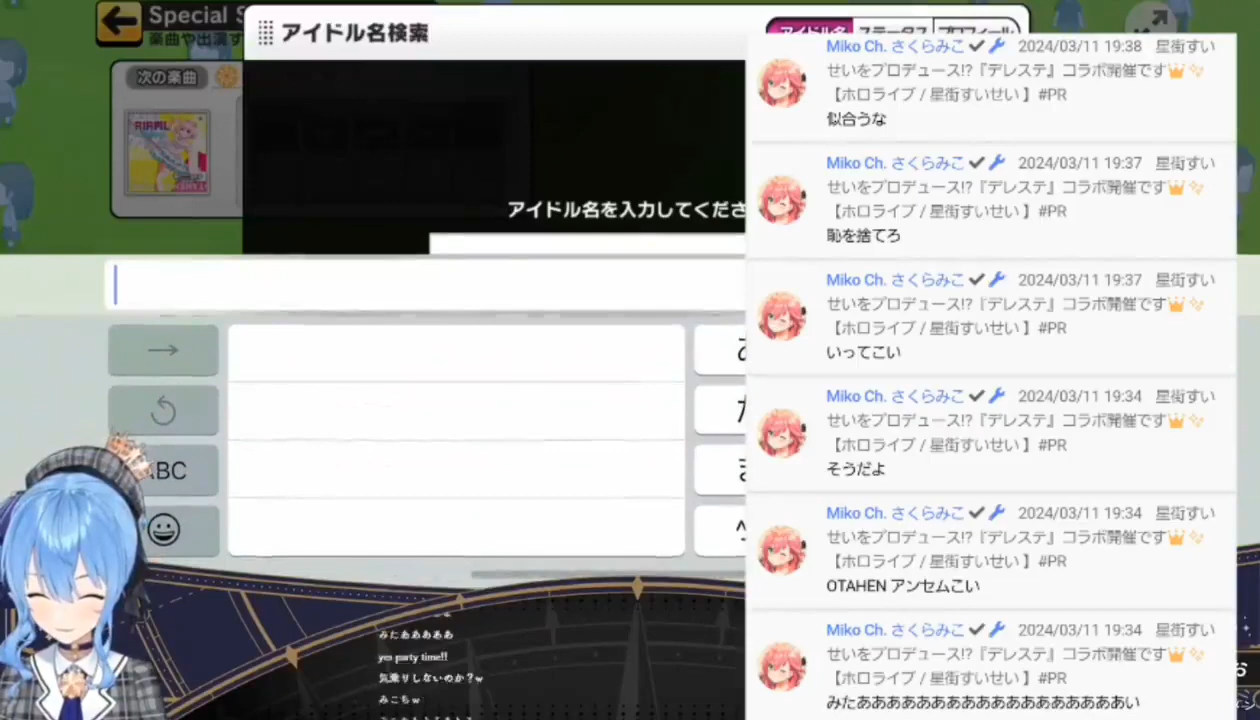 Special S
楽曲や出演す
アイドル名検索
アイドル名
ステータス
プロフィール
次の楽曲
アイドル名を入力してくださ
→
ABC
Miko Ch. さくらみこ 2024/03/11 19:38 星街すい
せいをプロデュース!?『デレステ』コラボ開催です👑✨
【ホロライブ / 星街すいせい 】#PR
似合うな
Miko Ch. さくらみこ 2024/03/11 19:37 星街すい
せいをプロデュース!?『デレステ』コラボ開催です👑✨
【ホロライブ / 星街すいせい 】#PR
恥を捨てろ
Miko Ch. さくらみこ 2024/03/11 19:37 星街すい
せいをプロデュース!?『デレステ』コラボ開催です👑✨
【ホロライブ / 星街すいせい 】#PR
いってこい
Miko Ch. さくらみこ 2024/03/11 19:34 星街すい
せいをプロデュース!?『デレステ』コラボ開催です👑✨
【ホロライブ / 星街すいせい 】#PR
そうだよ
Miko Ch. さくらみこ 2024/03/11 19:34 星街すい
せいをプロデュース!?『デレステ』コラボ開催です👑✨
【ホロライブ / 星街すいせい 】#PR
OTAHEN アンセムこい
Miko Ch. さくらみこ 2024/03/11 19:34 星街すい
せいをプロデュース!?『デレステ』コラボ開催です👑✨
【ホロライブ / 星街すいせい 】#PR
みたああああああああああああああああああい
みたああああああ
yes party time!!
気乗りしないのか？w
みこちw